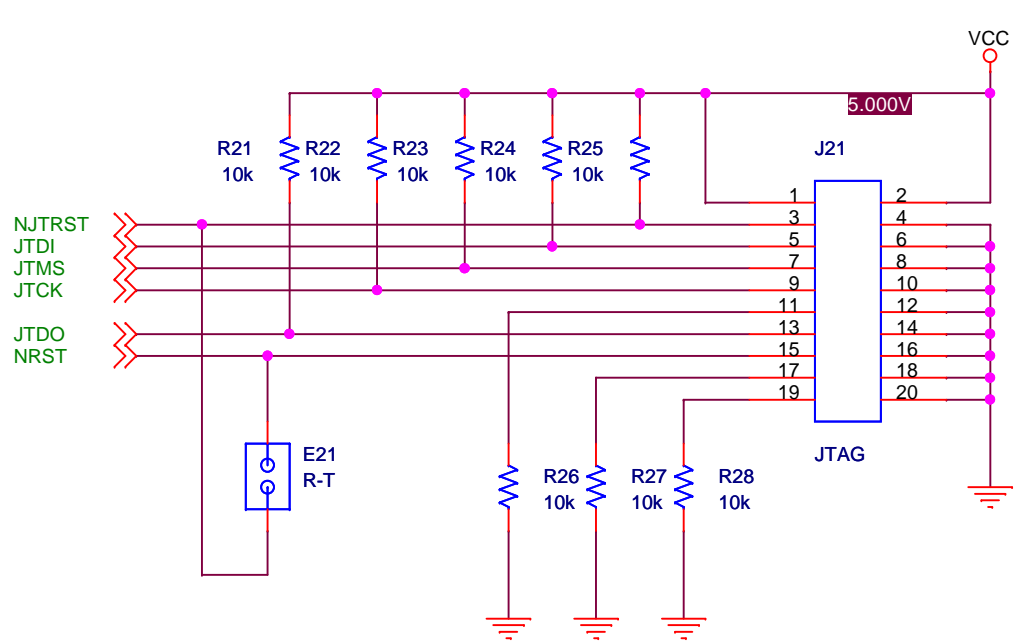 VCC
5.000V
R21 R22 R23 R24 R25
10k 10k 10k 10k 10k
J21
1 2
NJTRST 3 4
JTDI 5 6
JTMS 7 8
JTCK 9 10
11 12
JTDO 13 14
NRST 15 16
17 18
19 20
E21
R-T
JTAG
R26 R27 R28
10k 10k 10k